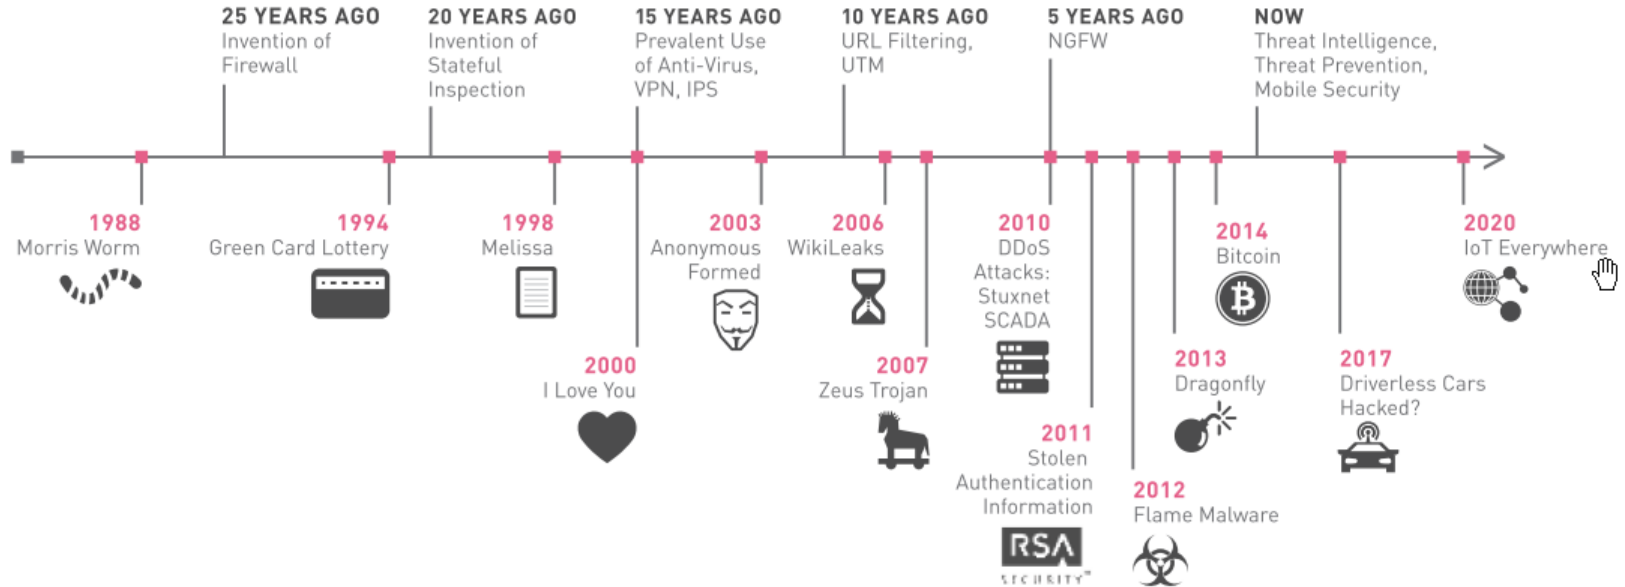 25 YEARS AGO
Invention of
Firewall
20 YEARS AGO
Invention of
Stateful
Inspection
15 YEARS AGO
Prevalent Use
of Anti-Virus,
VPN, IPS
10 YEARS AGO
URL Filtering,
UTM
5 YEARS AGO
NGFW
NOW
Threat Intelligence,
Threat Prevention,
Mobile Security
1988
Morris Worm
1994
Green Card Lottery
1998
Melissa
2000
I Love You
2003
Anonymous
Formed
2006
WikiLeaks
2007
Zeus Trojan
2010
DDoS
Attacks:
Stuxnet
SCADA
2011
Stolen
Authentication
Information
RSA
SECURITY™
2012
Flame Malware
2013
Dragonfly
2014
Bitcoin
2017
Driverless Cars
Hacked?
2020
IoT Everywhere